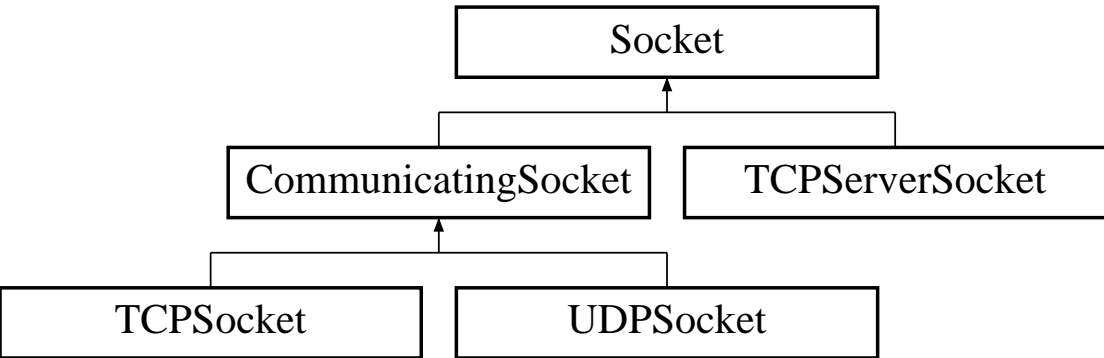 Socket
CommunicatingSocket
TCPServerSocket
TCPSocket
UDPSocket